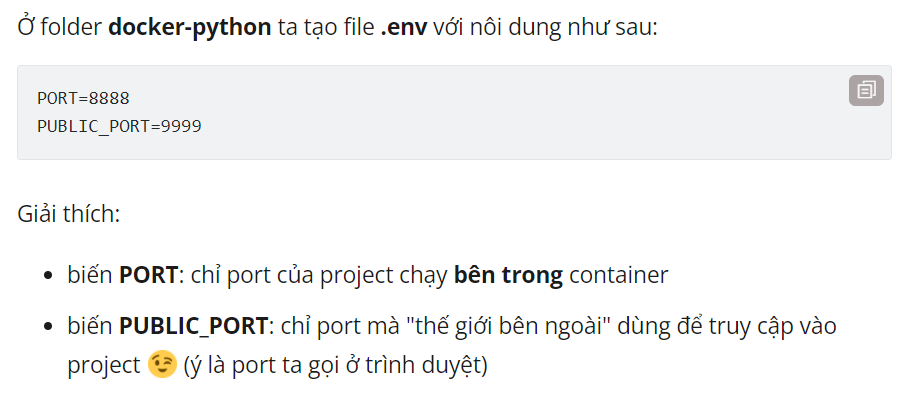 Ở folder docker-python ta tạo file .env với nôi dung như sau:
PORT=8888
PUBLIC_PORT=9999
Giải thích:
biến PORT: chỉ port của project chạy bên trong container
biến PUBLIC_PORT: chỉ port mà "thế giới bên ngoài" dùng để truy cập vào
project 😉 (ý là port ta gọi ở trình duyệt)